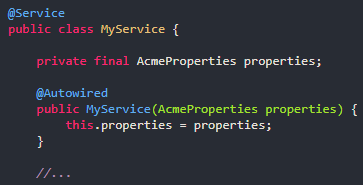 @Service
public class MyService {
private final AcmeProperties properties;
@Autowired
public MyService(AcmeProperties properties) {
this.properties = properties;
}
//...